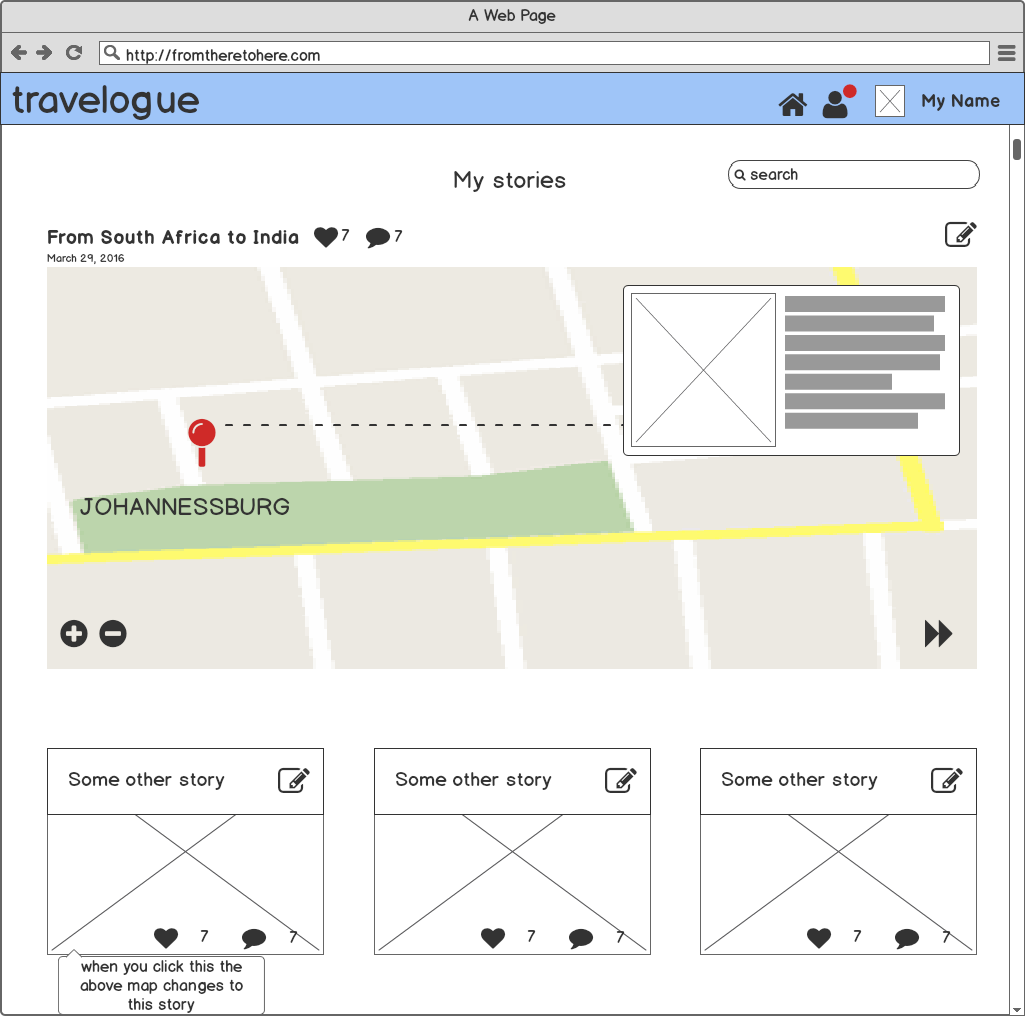 A Web Page
http://fromtheretohere.com
travelogue
My Name
My stories
search
From South Africa to India 7 7
March 29, 2016
JOHANNESSBURG
Some other story
Some other story
Some other story
7 7
7 7
7 7
when you click this the
above map changes to
this story